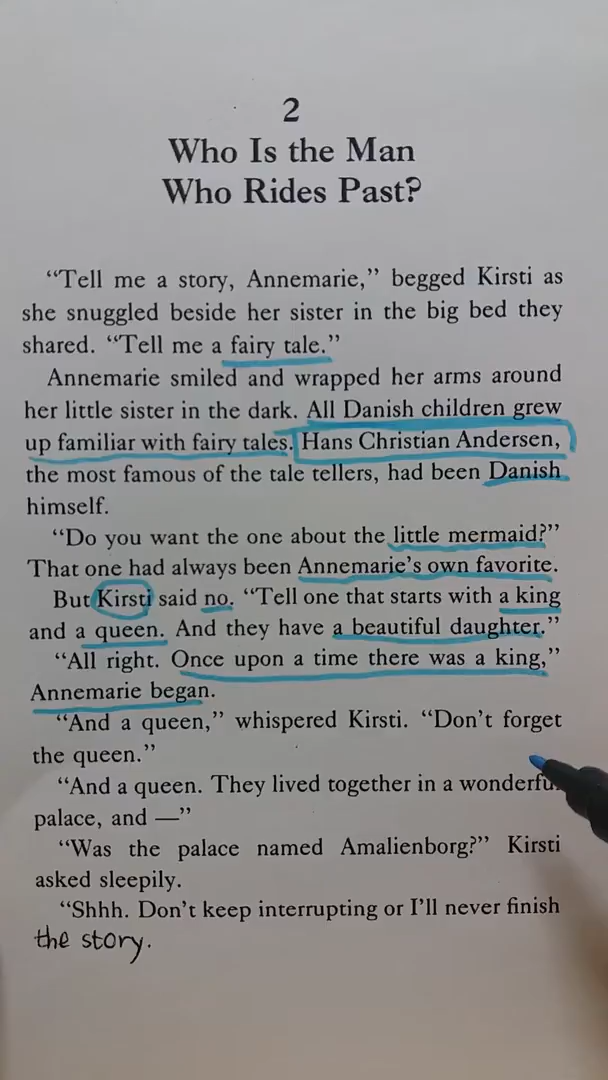 2
Who Is the Man
Who Rides Past?
“Tell me a story, Annemarie,” begged Kirsti as
she snuggled beside her sister in the big bed they
shared. “Tell me a fairy tale.”
Annemarie smiled and wrapped her arms around
her little sister in the dark. All Danish children grew
up familiar with fairy tales. Hans Christian Andersen,
the most famous of the tale tellers, had been Danish
himself.
“Do you want the one about the little mermaid?”
That one had always been Annemarie’s own favorite.
But Kirsti said no. “Tell one that starts with a king
and a queen. And they have a beautiful daughter.”
“All right. Once upon a time there was a king,”
Annemarie began.
“And a queen,” whispered Kirsti. “Don’t forget
the queen.”
“And a queen. They lived together in a wonderful
palace, and —”
“Was the palace named Amalienborg?” Kirsti
asked sleepily.
“Shhh. Don’t keep interrupting or I’ll never finish
the story.